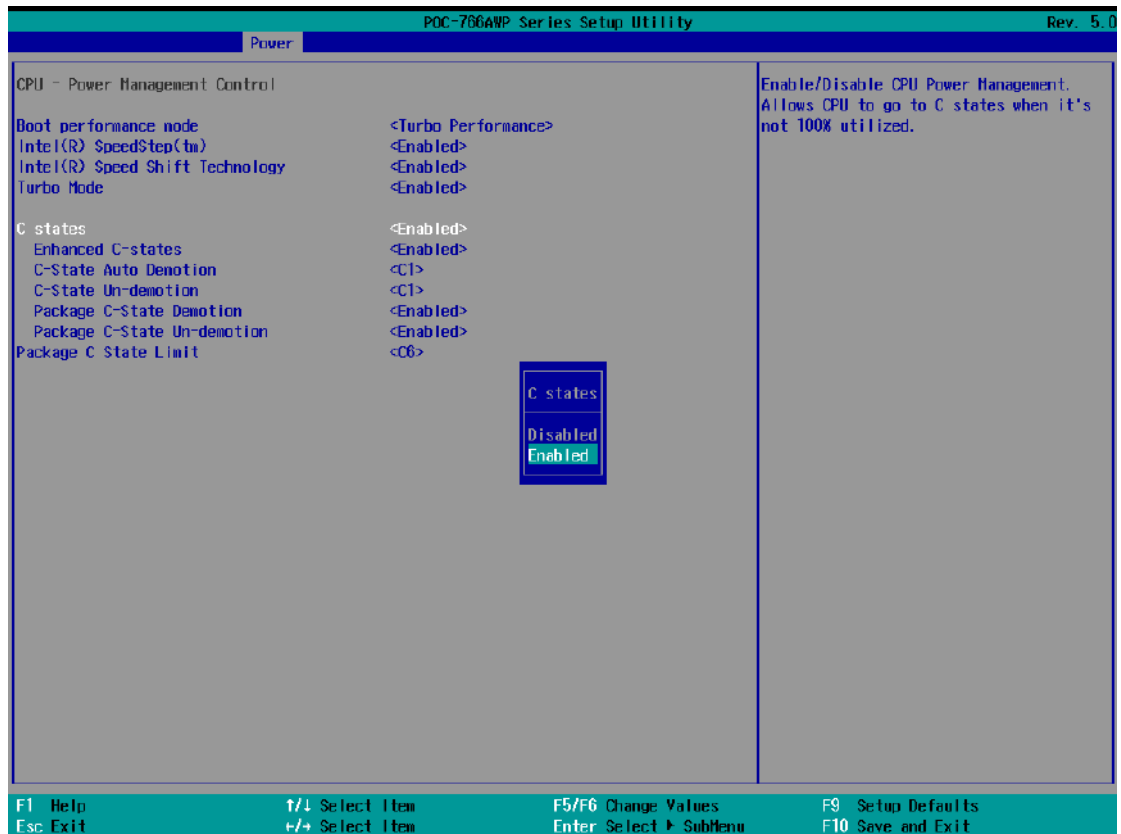 POC-766AWP Series Setup Utility Rev. 5.0
Power
CPU - Power Management Control
Boot performance mode <Turbo Performance>
Intel(R) SpeedStep(tm) <Enabled>
Intel(R) Speed Shift Technology <Enabled>
Turbo Mode <Enabled>
C states <Enabled>
Enhanced C-states <Enabled>
C-State Auto Demotion <C1>
C-State Un-demotion <C1>
Package C-State Demotion <Enabled>
Package C-State Un-demotion <Enabled>
Package C State Limit <C6>
C states
Disabled
Enabled
Enable/Disable CPU Power Management.
Allows CPU to go to C states when it's
not 100% utilized.
F1 Help ↑/↓ Select Item F5/F6 Change Values F9 Setup Defaults
Esc Exit ←/→ Select Item Enter Select ▶ SubMenu F10 Save and Exit